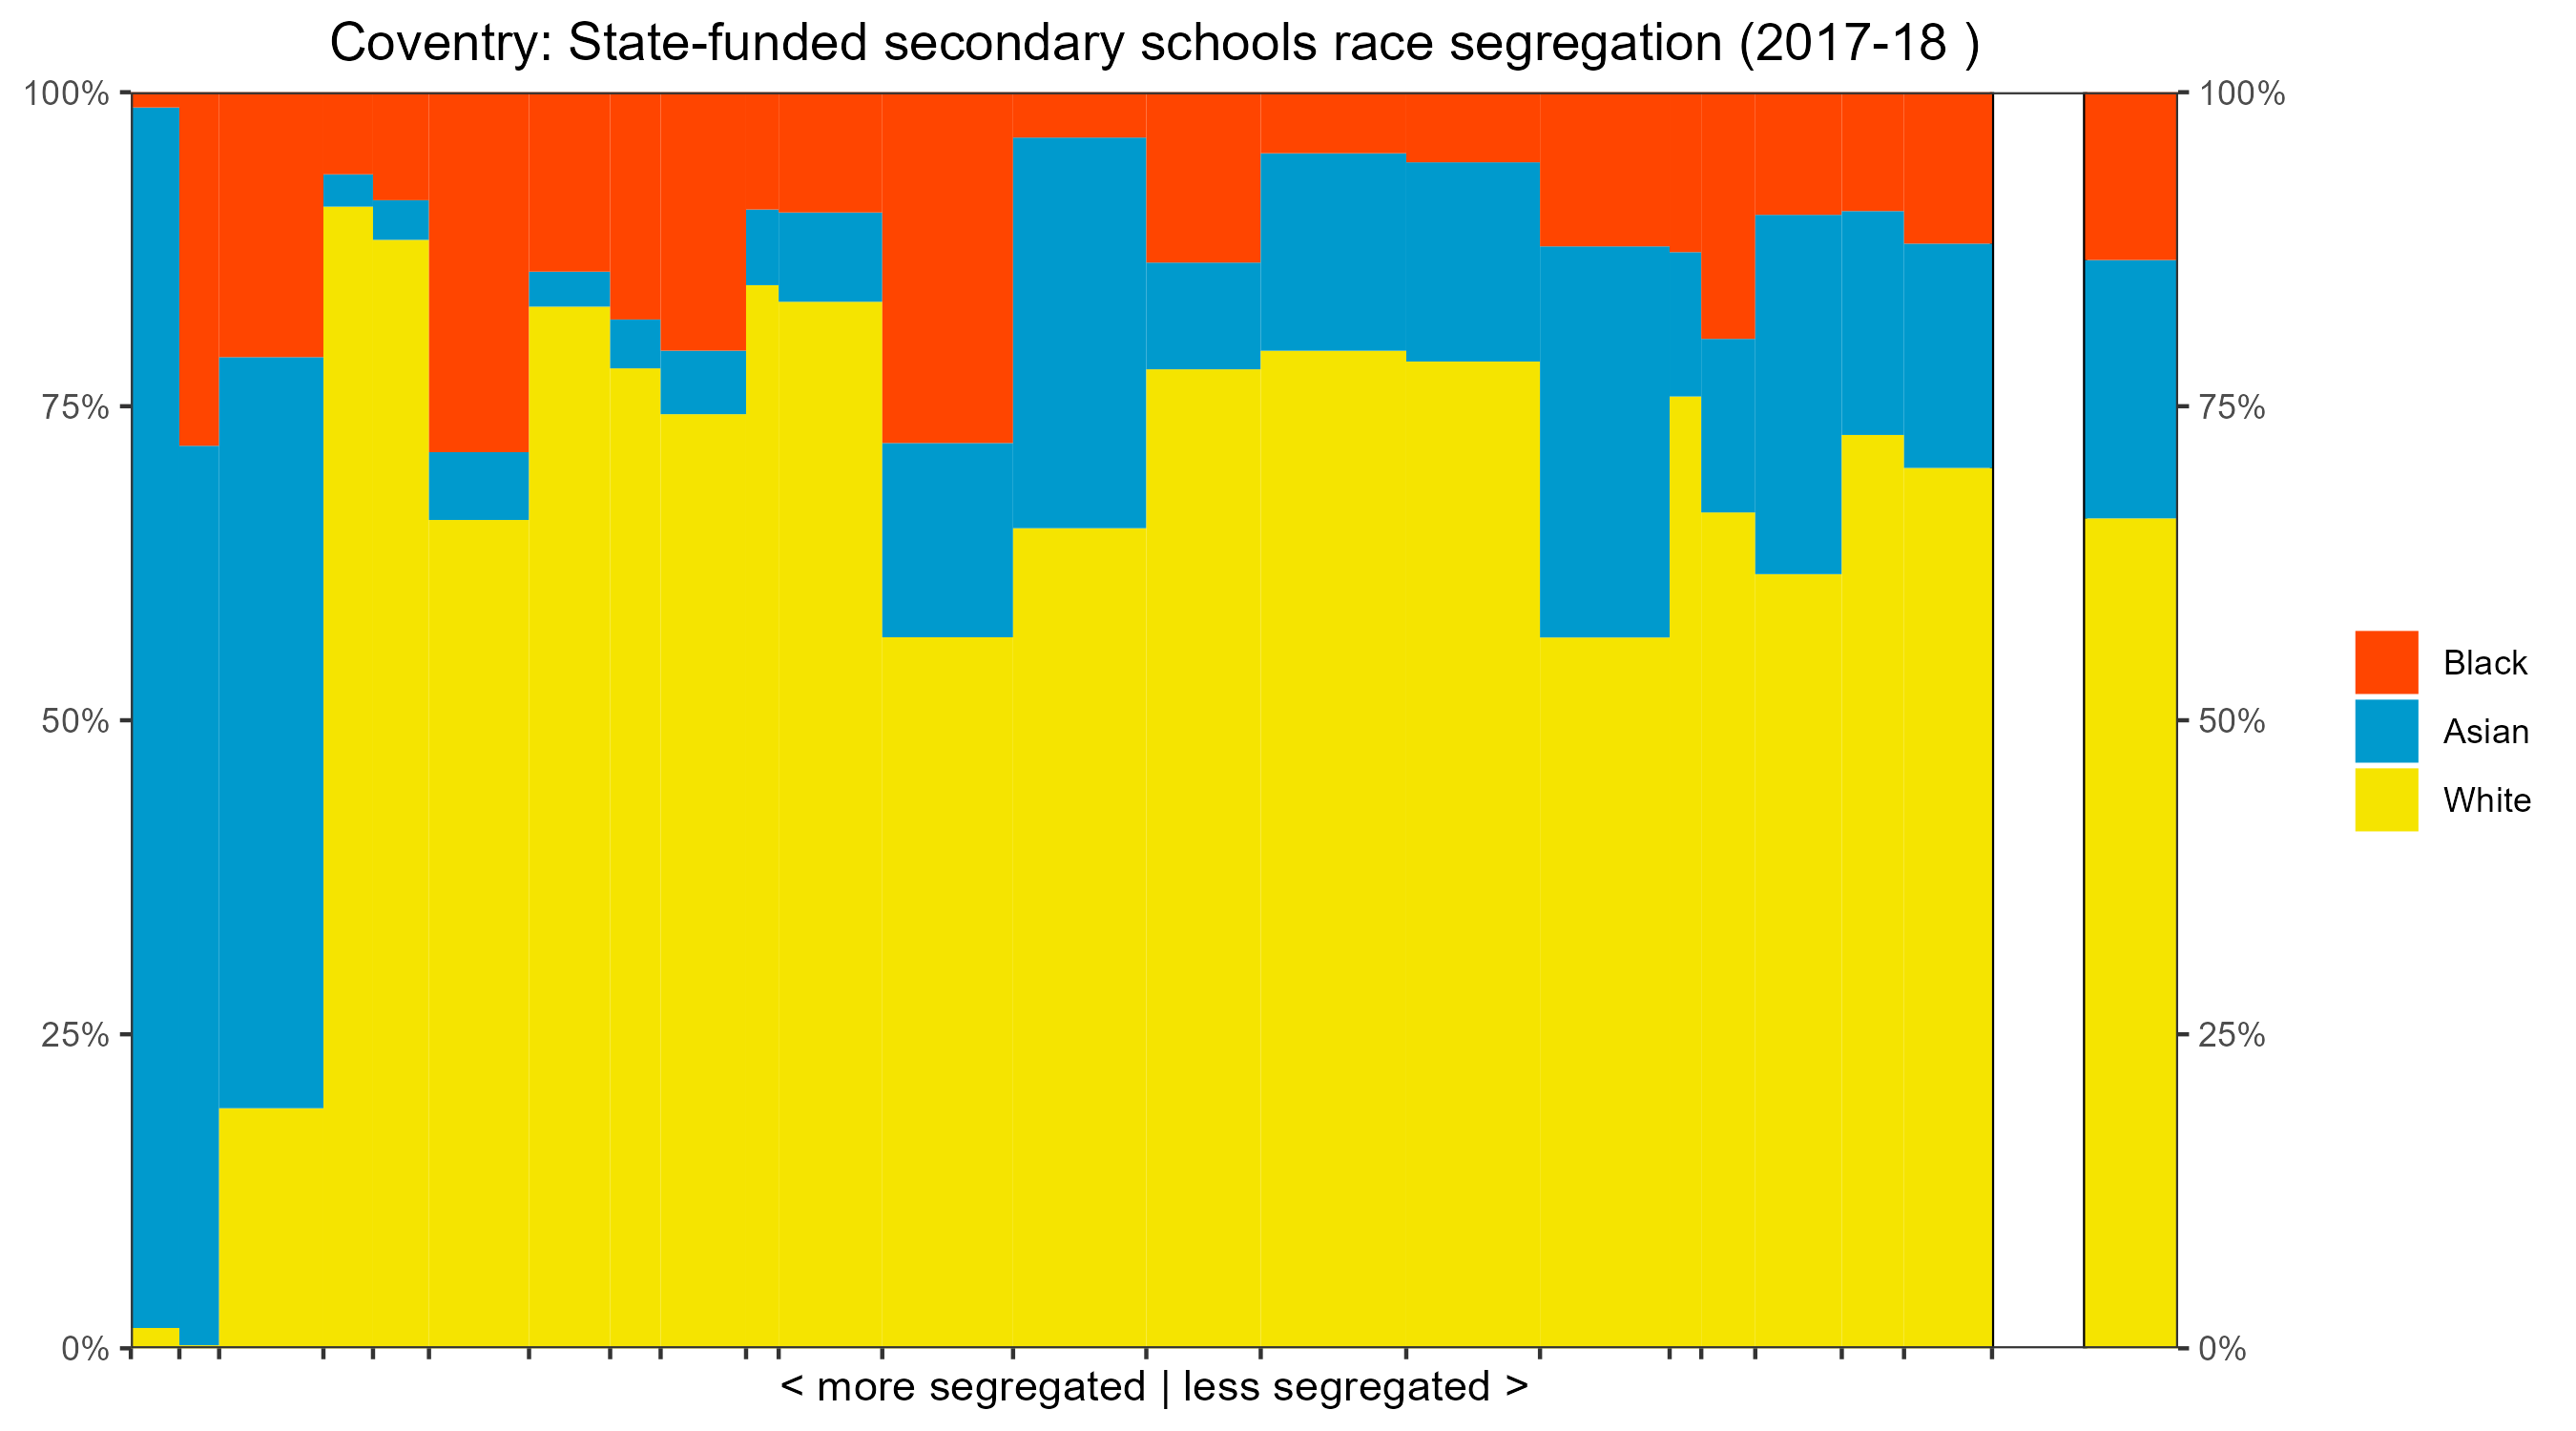 Coventry: State-funded secondary schools race segregation (2017-18 )
100%
75%
50%
25%
0%
100%
75%
50%
25%
0%
Black
Asian
White
< more segregated | less segregated >